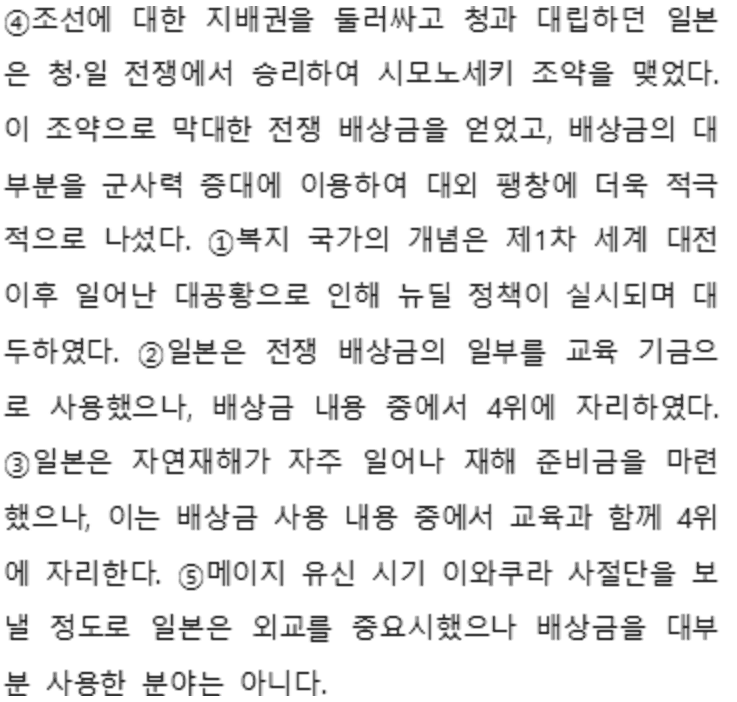 ④조선에 대한 지배권을 둘러싸고 청과 대립하던 일본
은 청·일 전쟁에서 승리하여 시모노세키 조약을 맺었다.
이 조약으로 막대한 전쟁 배상금을 얻었고, 배상금의 대
부분을 군사력 증대에 이용하여 대외 팽창에 더욱 적극
적으로 나섰다. ①복지 국가의 개념은 제1차 세계 대전
이후 일어난 대공황으로 인해 뉴딜 정책이 실시되며 대
두하였다. ②일본은 전쟁 배상금의 일부를 교육 기금으
로 사용했으나, 배상금 내용 중에서 4위에 자리하였다.
③일본은 자연재해가 자주 일어나 재해 준비금을 마련
했으나, 이는 배상금 사용 내용 중에서 교육과 함께 4위
에 자리한다. ⑤메이지 유신 시기 이와쿠라 사절단을 보
낼 정도로 일본은 외교를 중요시했으나 배상금을 대부
분 사용한 분야는 아니다.